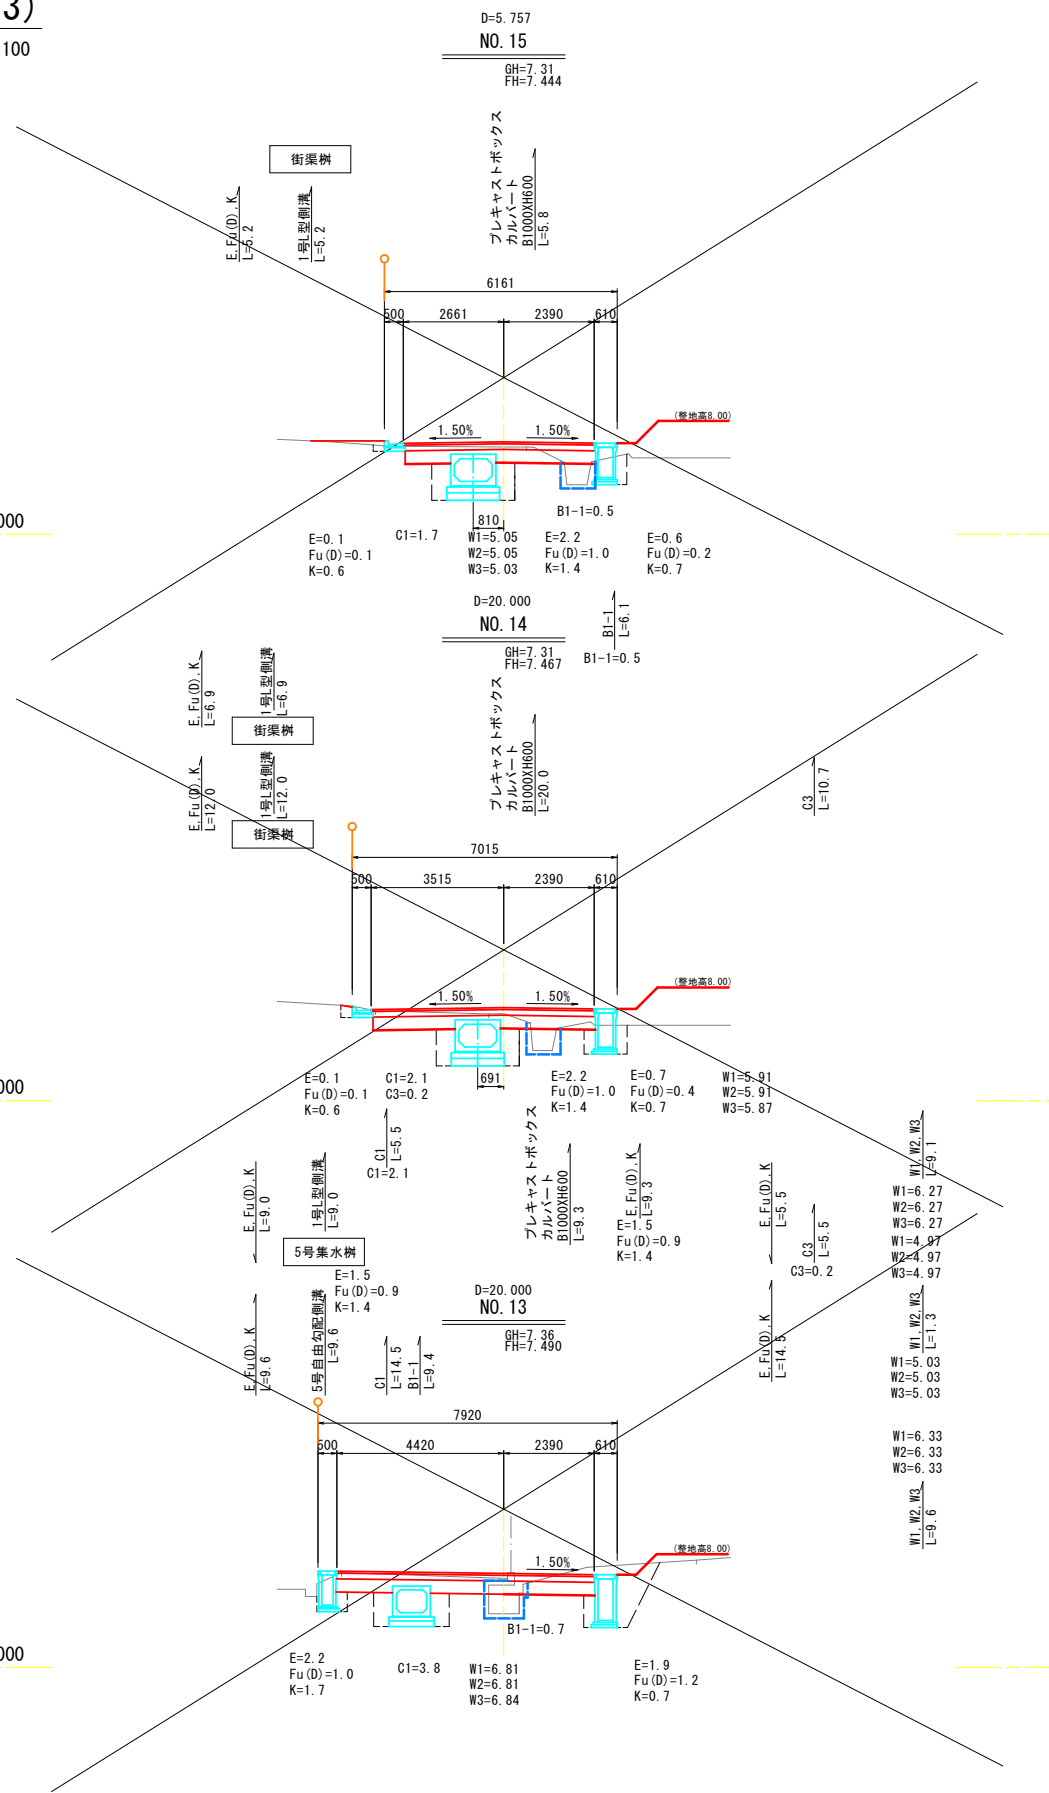 3)
100
D=5.757
NO.15
GH=7.31
FH=7.444
街渠桝
E,Fu(D),K
L=5.2
1号L型側溝
L=5.2
プレキャストボックス
カルバート
B1000XH600
L=5.8
6161
500
2661
2390
610
(整地高8.00)
1.50%
1.50%
810
B1-1=0.5
000
E=0.1
Fu(D)=0.1
K=0.6
C1=1.7
W1=5.05
W2=5.05
W3=5.03
E=2.2
Fu(D)=1.0
K=1.4
E=0.6
Fu(D)=0.2
K=0.7
D=20.000
NO.14
GH=7.31
FH=7.467
B1-1
L=6.1
B1-1=0.5
E,Fu(D),K
L=6.9
1号L型側溝
L=6.9
街渠桝
E,Fu(D),K
L=12.0
1号L型側溝
L=12.0
街渠桝
プレキャストボックス
カルバート
B1000XH600
L=20.0
C3
L=10.7
7015
500
3515
2390
610
(整地高8.00)
1.50%
1.50%
691
000
E=0.1
Fu(D)=0.1
K=0.6
C1=2.1
C3=0.2
E=2.2
Fu(D)=1.0
K=1.4
E=0.7
Fu(D)=0.4
K=0.7
W1=5.91
W2=5.91
W3=5.87
C1
L=5.5
C1=2.1
E,Fu(D),K
L=9.0
1号L型側溝
L=9.0
5号集水桝
プレキャストボックス
カルバート
B1000XH600
L=9.3
E,Fu(D),K
L=9.3
E=1.5
Fu(D)=0.9
K=1.4
E,Fu(D),K
L=5.5
C3
L=5.5
C3=0.2
W1,W2,W3
L=9.1
W1=6.27
W2=6.27
W3=6.27
W1=4.97
W2=4.97
W3=4.97
W1,W2,W3
L=1.3
W1=5.03
W2=5.03
W3=5.03
E=1.5
Fu(D)=0.9
K=1.4
D=20.000
NO.13
GH=7.36
FH=7.490
E,Fu(D),K
L=9.6
5号自由勾配側溝
L=9.6
C1
L=14.5
B1-1
L=9.4
E,Fu(D),K
L=14.5
W1=6.33
W2=6.33
W3=6.33
W1,W2,W3
L=9.6
7920
500
4420
2390
610
(整地高8.00)
1.50%
B1-1=0.7
000
E=2.2
Fu(D)=1.0
K=1.7
C1=3.8
W1=6.81
W2=6.81
W3=6.84
E=1.9
Fu(D)=1.2
K=0.7